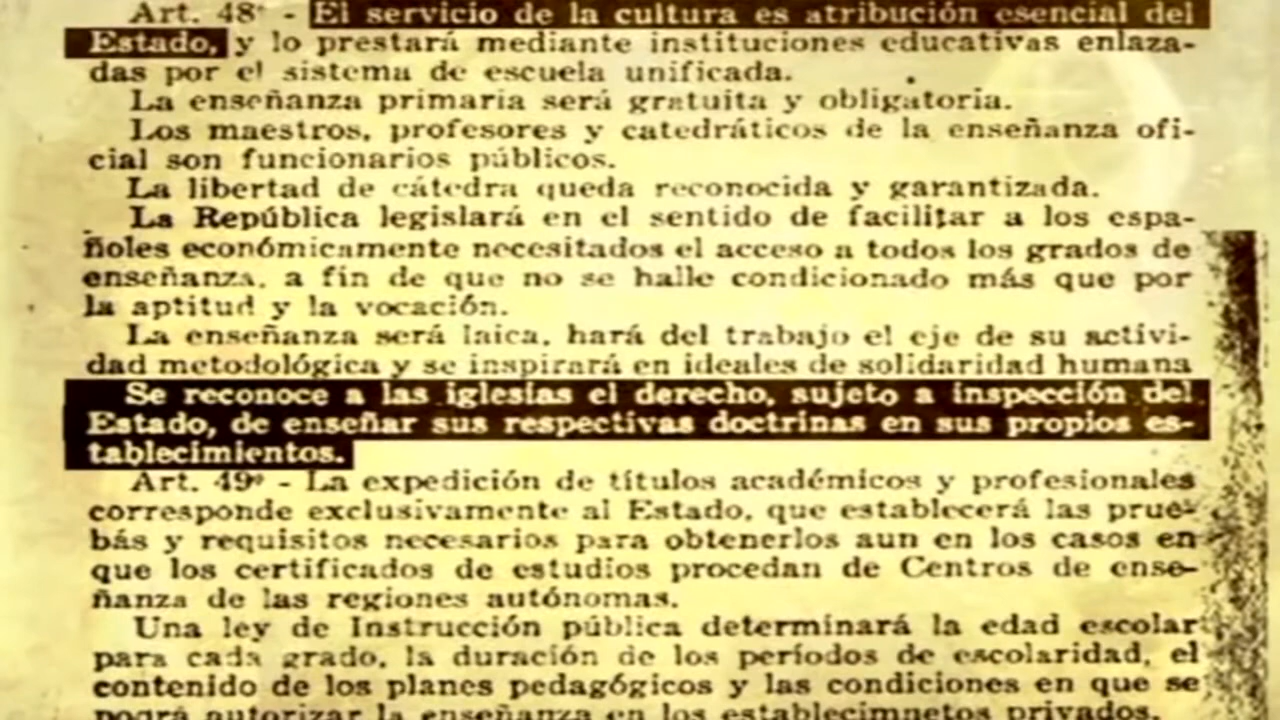 Art. 48º - El servicio de la cultura es atribución esencial del
Estado, y lo prestará mediante instituciones educativas enlaza-
das por el sistema de escuela unificada.
La enseñanza primaria será gratuita y obligatoria.
Los maestros, profesores y catedráticos de la enseñanza ofi-
cial son funcionarios públicos.
La libertad de cátedra queda reconocida y garantizada.
La República legislará en el sentido de facilitar a los espa-
ñoles económicamente necesitados el acceso a todos los grados de
enseñanza, a fin de que no se halle condicionado más que por
la aptitud y la vocación.
La enseñanza será laica, hará del trabajo el eje de su activi-
dad metodológica y se inspirará en ideales de solidaridad humana
Se reconoce a las iglesias el derecho, sujeto a inspección del
Estado, de enseñar sus respectivas doctrinas en sus propios es-
tablecimientos.
Art. 49º - La expedición de títulos académicos y profesionales
corresponde exclusivamente al Estado, que establecerá las prue-
bás y requisitos necesarios para obtenerlos aun en los casos en
que los certificados de estudios procedan de Centros de ense-
ñanza de las regiones autónomas.
Una ley de Instrucción pública determinará la edad escolar
para cada grado, la duración de los períodos de escolaridad, el
contenido de los planes pedagógicos y las condiciones en que se
podrá autorizar la enseñanza en los establecimnetos privados.